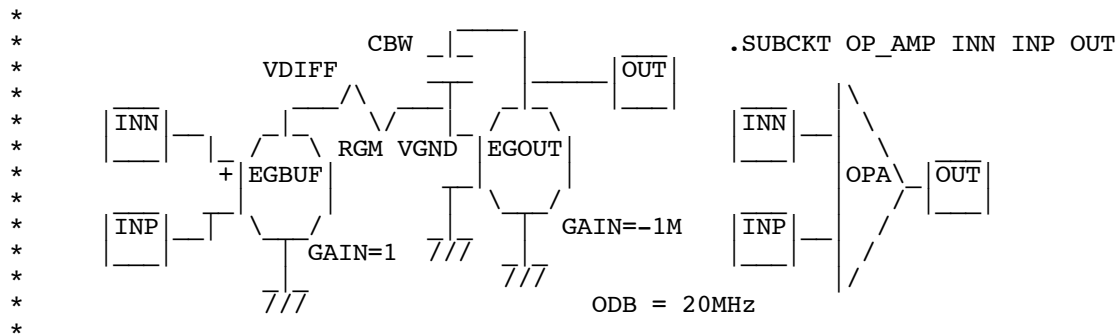 CBW .SUBCKT OP_AMP INN INP OUT
VDIFF OUT
INN INN
RGM VGND EGOUT
+ EGBUF OPA OUT
INP GAIN=-1M INP
GAIN=1
ODB = 20MHz